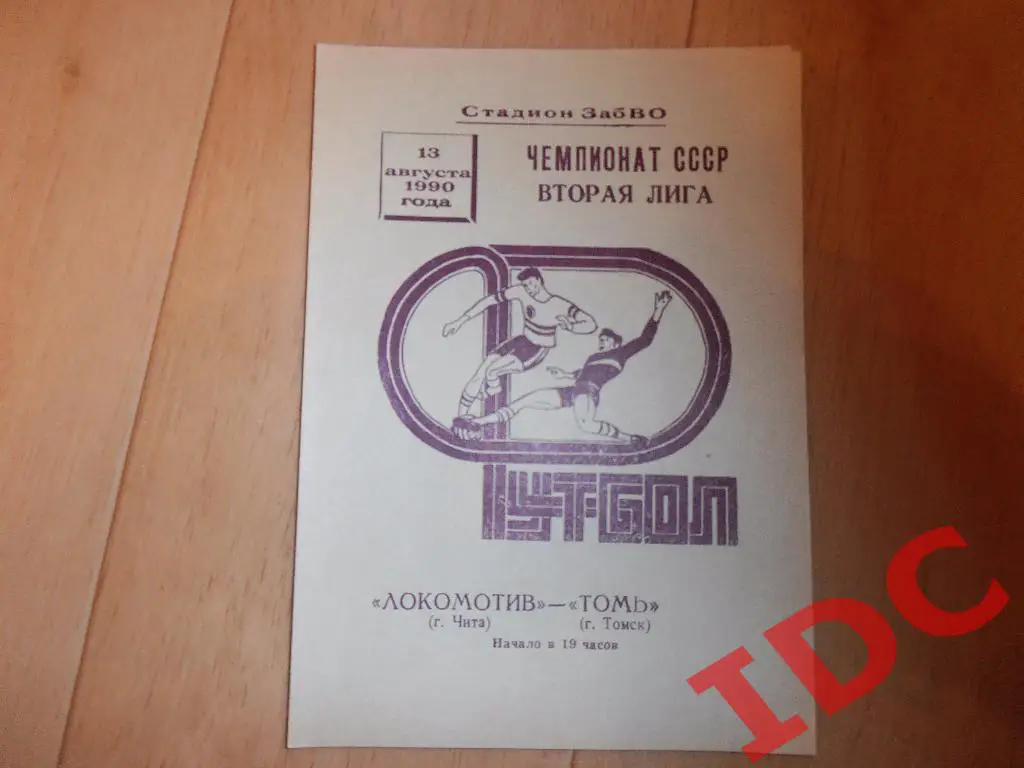 Стадион ЗабВО
13
августа
1990
года
ЧЕМПИОНАТ СССР
ВТОРАЯ ЛИГА
ФУТБОЛ
«ЛОКОМОТИВ»—«ТОМЬ»
(г. Чита) (г. Томск)
Начало в 19 часов
IDC